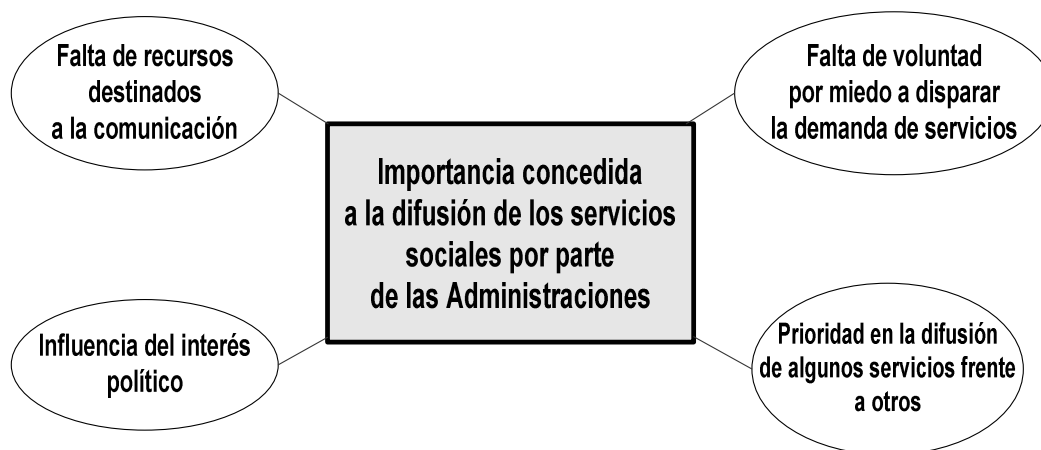 Falta de recursos
destinados
a la comunicación
Falta de voluntad
por miedo a disparar
la demanda de servicios
Importancia concedida
a la difusión de los servicios
sociales por parte
de las Administraciones
Influencia del interés
político
Prioridad en la difusión
de algunos servicios frente
a otros